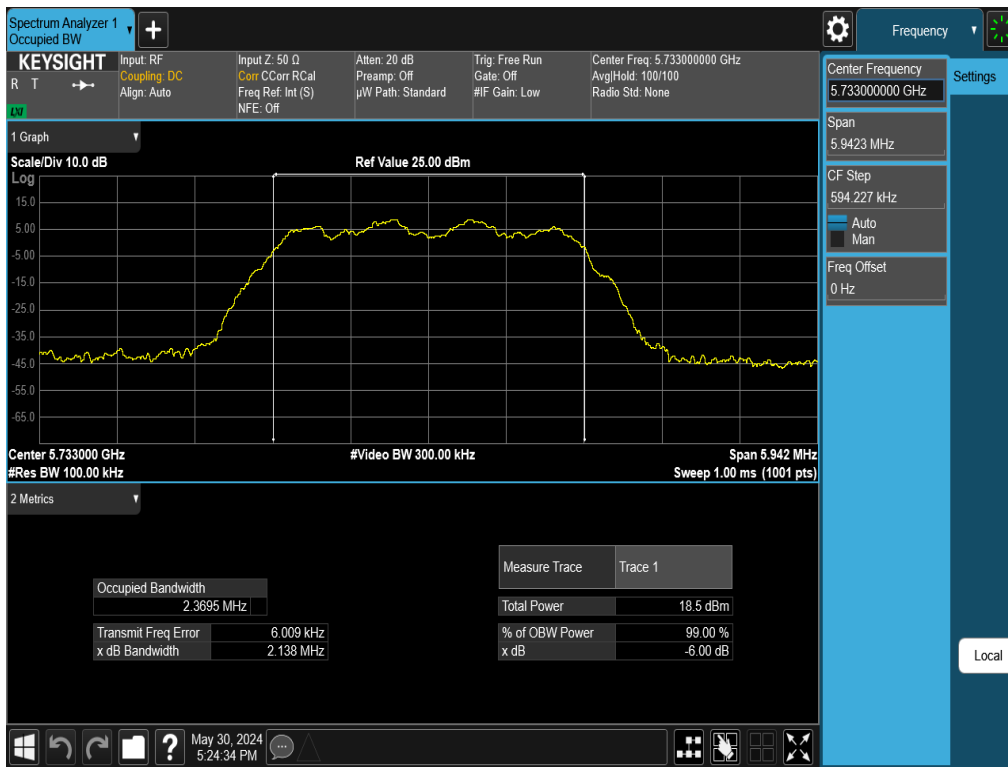 Spectrum Analyzer 1
Occupied BW
Frequency
KEYSIGHT
R T
LXI
Input: RF
Coupling: DC
Align: Auto
Input Z: 50 Ω
Corr CCorr RCal
Freq Ref: Int (S)
NFE: Off
Atten: 20 dB
Preamp: Off
µW Path: Standard
Trig: Free Run
Gate: Off
#IF Gain: Low
Center Freq: 5.733000000 GHz
Avg|Hold: 100/100
Radio Std: None
Center Frequency
5.733000000 GHz
Settings
Span
5.9423 MHz
CF Step
594.227 kHz
Auto
Man
Freq Offset
0 Hz
1 Graph
Scale/Div 10.0 dB
Ref Value 25.00 dBm
Log
15.0
5.00
-5.00
-15.0
-25.0
-35.0
-45.0
-55.0
-65.0
Center 5.733000 GHz
#Video BW 300.00 kHz
Span 5.942 MHz
#Res BW 100.00 kHz
Sweep 1.00 ms (1001 pts)
2 Metrics
Measure Trace Trace 1
Occupied Bandwidth
2.3695 MHz
Total Power 18.5 dBm
Transmit Freq Error 6.009 kHz
% of OBW Power 99.00 %
x dB Bandwidth 2.138 MHz
x dB -6.00 dB
Local
?
May 30, 2024
5:24:34 PM